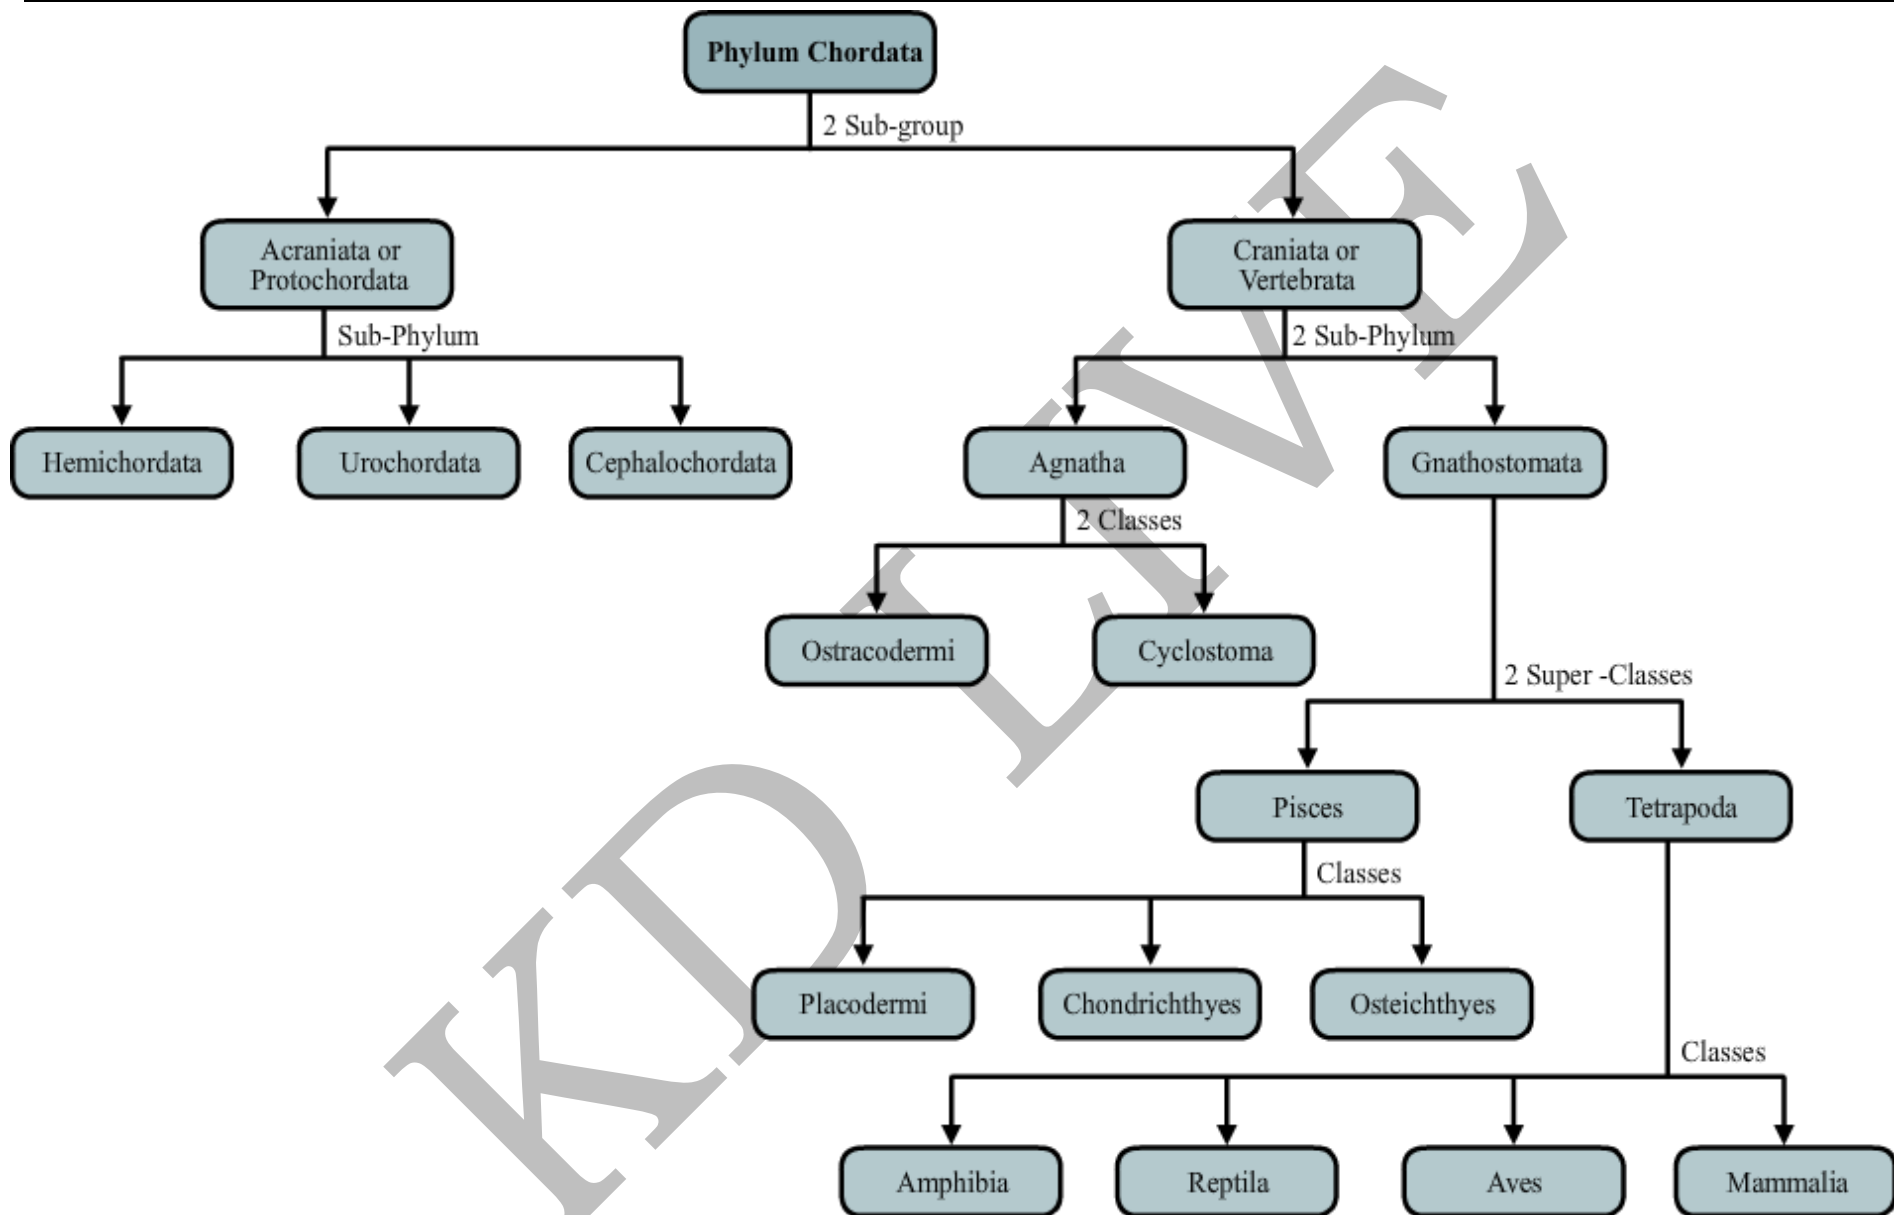 Phylum Chordata
2 Sub-group
Acraniata or
Protochordata
Craniata or
Vertebrata
Sub-Phylum
2 Sub-Phylum
Hemichordata
Urochordata
Cephalochordata
Agnatha
Gnathostomata
2 Classes
Ostracodermi
Cyclostoma
2 Super -Classes
Pisces
Tetrapoda
Classes
Placodermi
Chondrichthyes
Osteichthyes
Classes
Amphibia
Reptila
Aves
Mammalia
KD LIVE